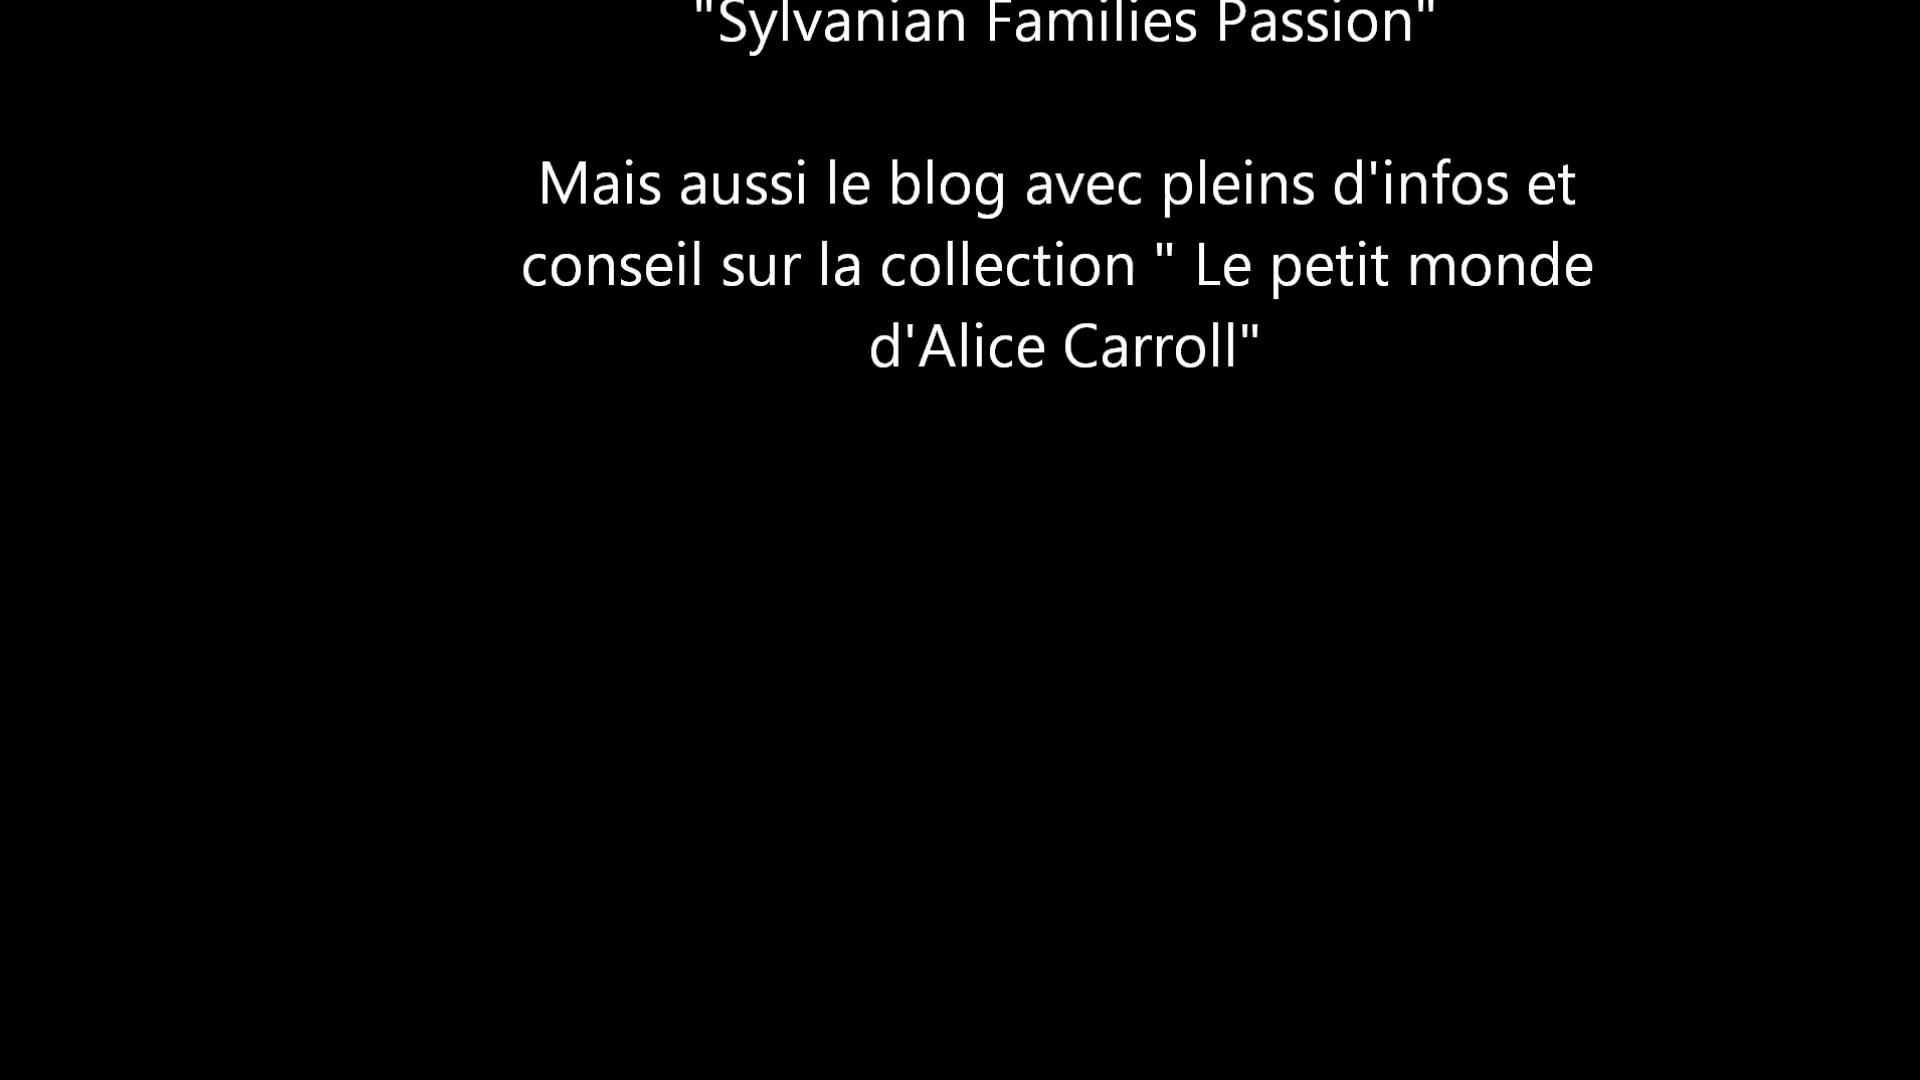 "Sylvanian Families Passion"
Mais aussi le blog avec pleins d'infos et
conseil sur la collection " Le petit monde
d'Alice Carroll"